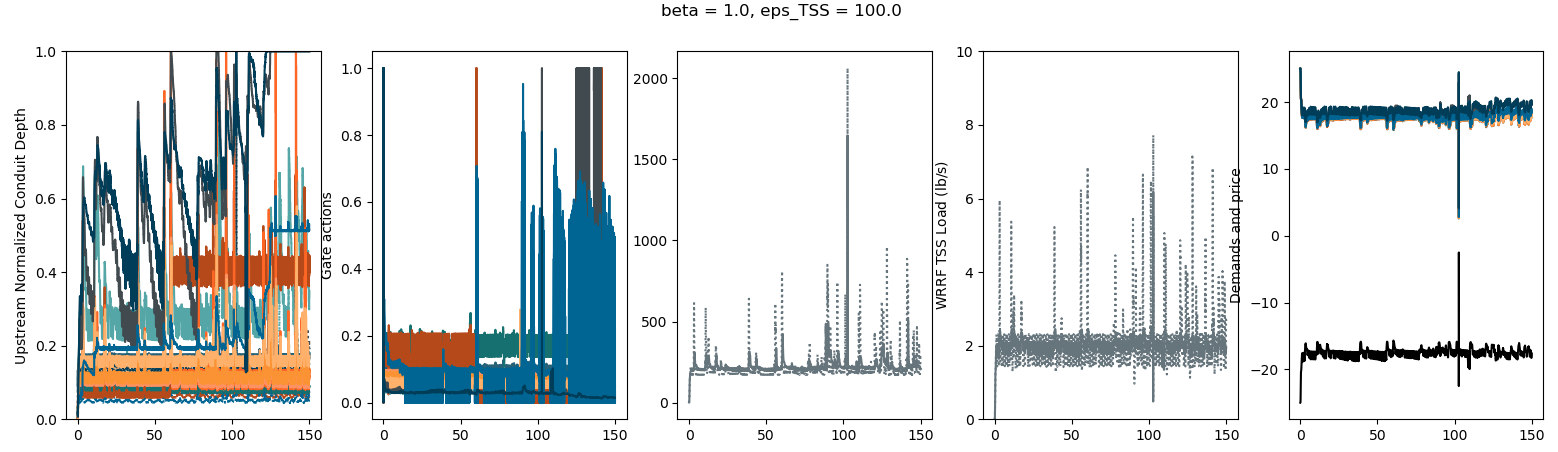 beta = 1.0, eps_TSS = 100.0
Upstream Normalized Conduit Depth
1.0
0.8
0.6
0.4
0.2
0.0
0 50 100 150
Gate actions
1.0
0.8
0.6
0.4
0.2
0.0
0 50 100 150
2000
1500
1000
500
0
0 50 100 150
WRRF TSS Load (lb/s)
10
8
6
4
2
0
0 50 100 150
Demands and price
20
10
0
−10
−20
0 50 100 150